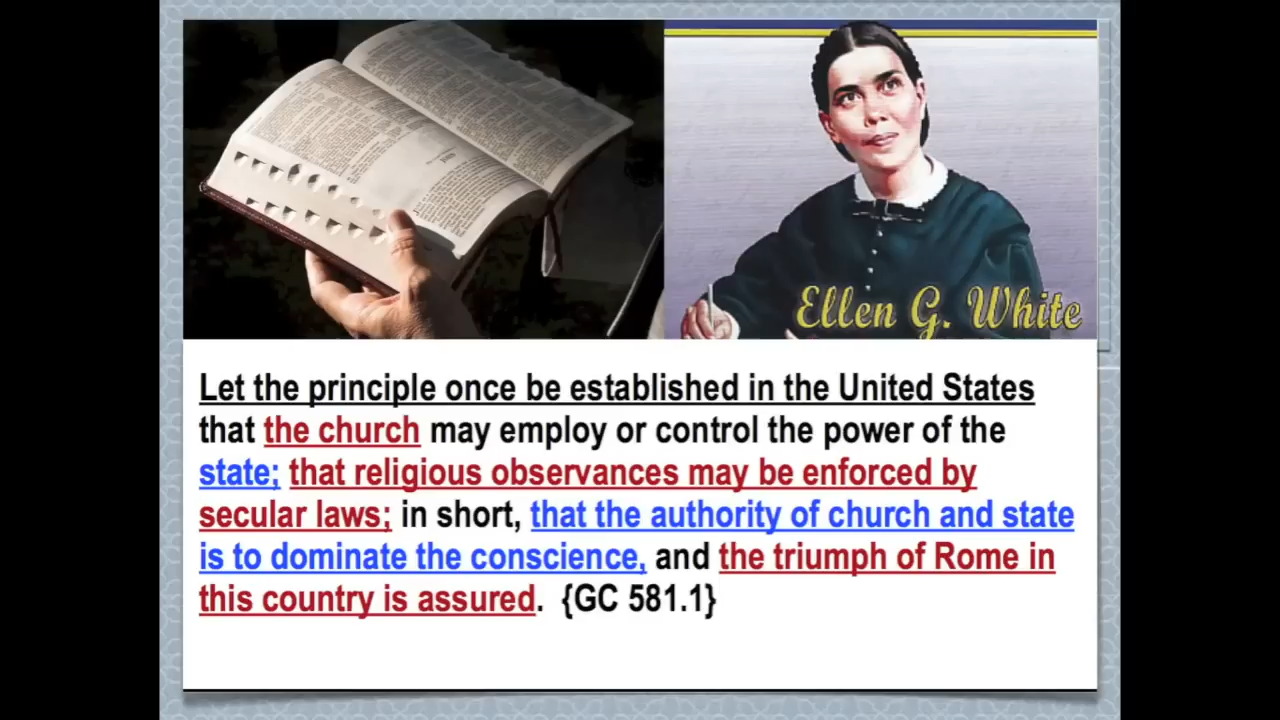 Ellen G. White
Let the principle once be established in the United States
that the church may employ or control the power of the
state; that religious observances may be enforced by
secular laws; in short, that the authority of church and state
is to dominate the conscience, and the triumph of Rome in
this country is assured.  {GC 581.1}